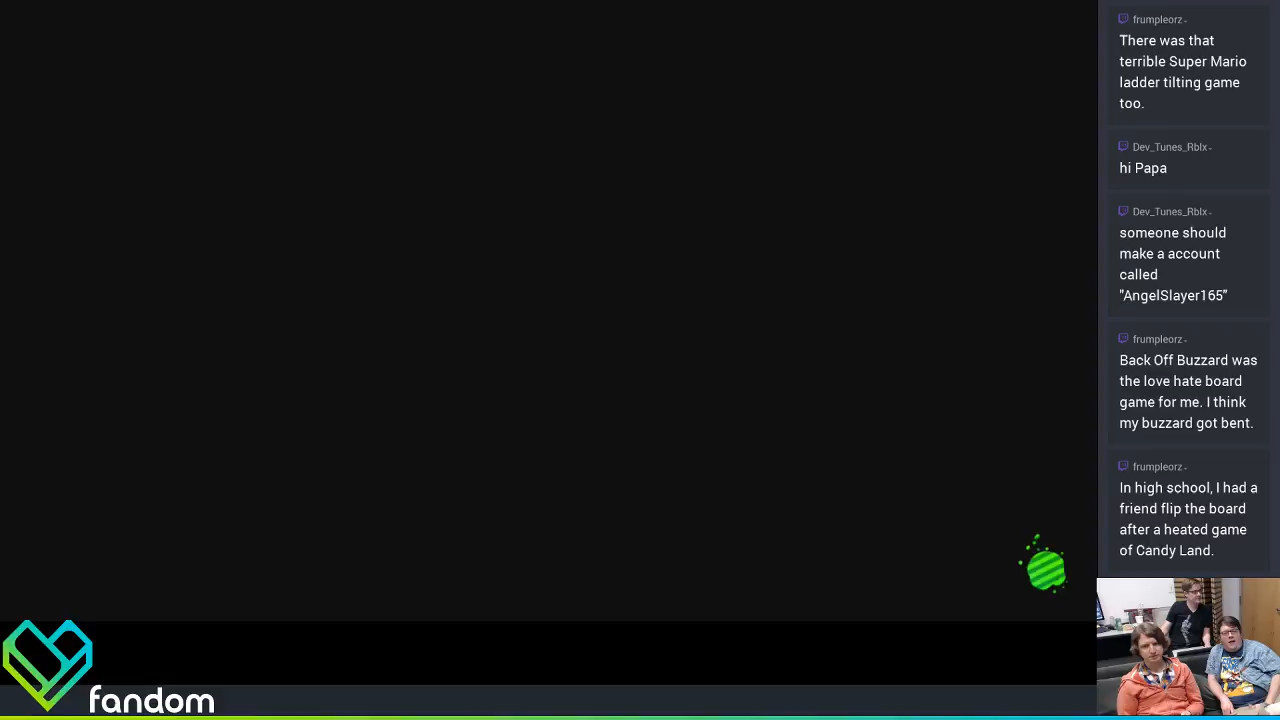 frumpleorz -
There was that
terrible Super Mario
ladder tilting game
too.
Dev_Tunes_Rblx -
hi Papa
Dev_Tunes_Rblx -
someone should
make a account
called
"AngelSlayer165"
frumpleorz -
Back Off Buzzard was
the love hate board
game for me. I think
my buzzard got bent.
frumpleorz -
In high school, I had a
friend flip the board
after a heated game
of Candy Land.
fandom